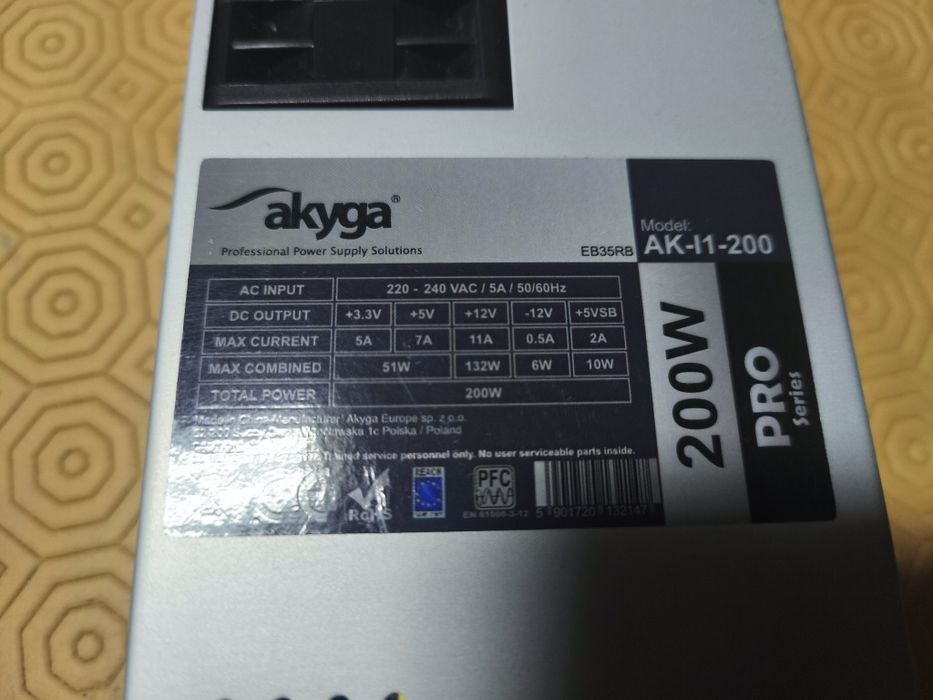 akyga®
Professional Power Supply Solutions
EB35RB
Model:
AK-I1-200
AC INPUT 220 - 240 VAC / 5A / 50/60Hz
DC OUTPUT +3.3V +5V +12V -12V +5VSB
MAX CURRENT 5A 7A 11A 0.5A 2A
MAX COMBINED 51W 132W 6W 10W
TOTAL POWER 200W
Made in China Manufacturer: Akyga Europe sp. z o.o.
1c Polska / Poland
service personnel only. No user serviceable parts inside.
RoHS
REACH
PFC
EN 61000-3-12
5 901720 132147
200W
PRO
Series